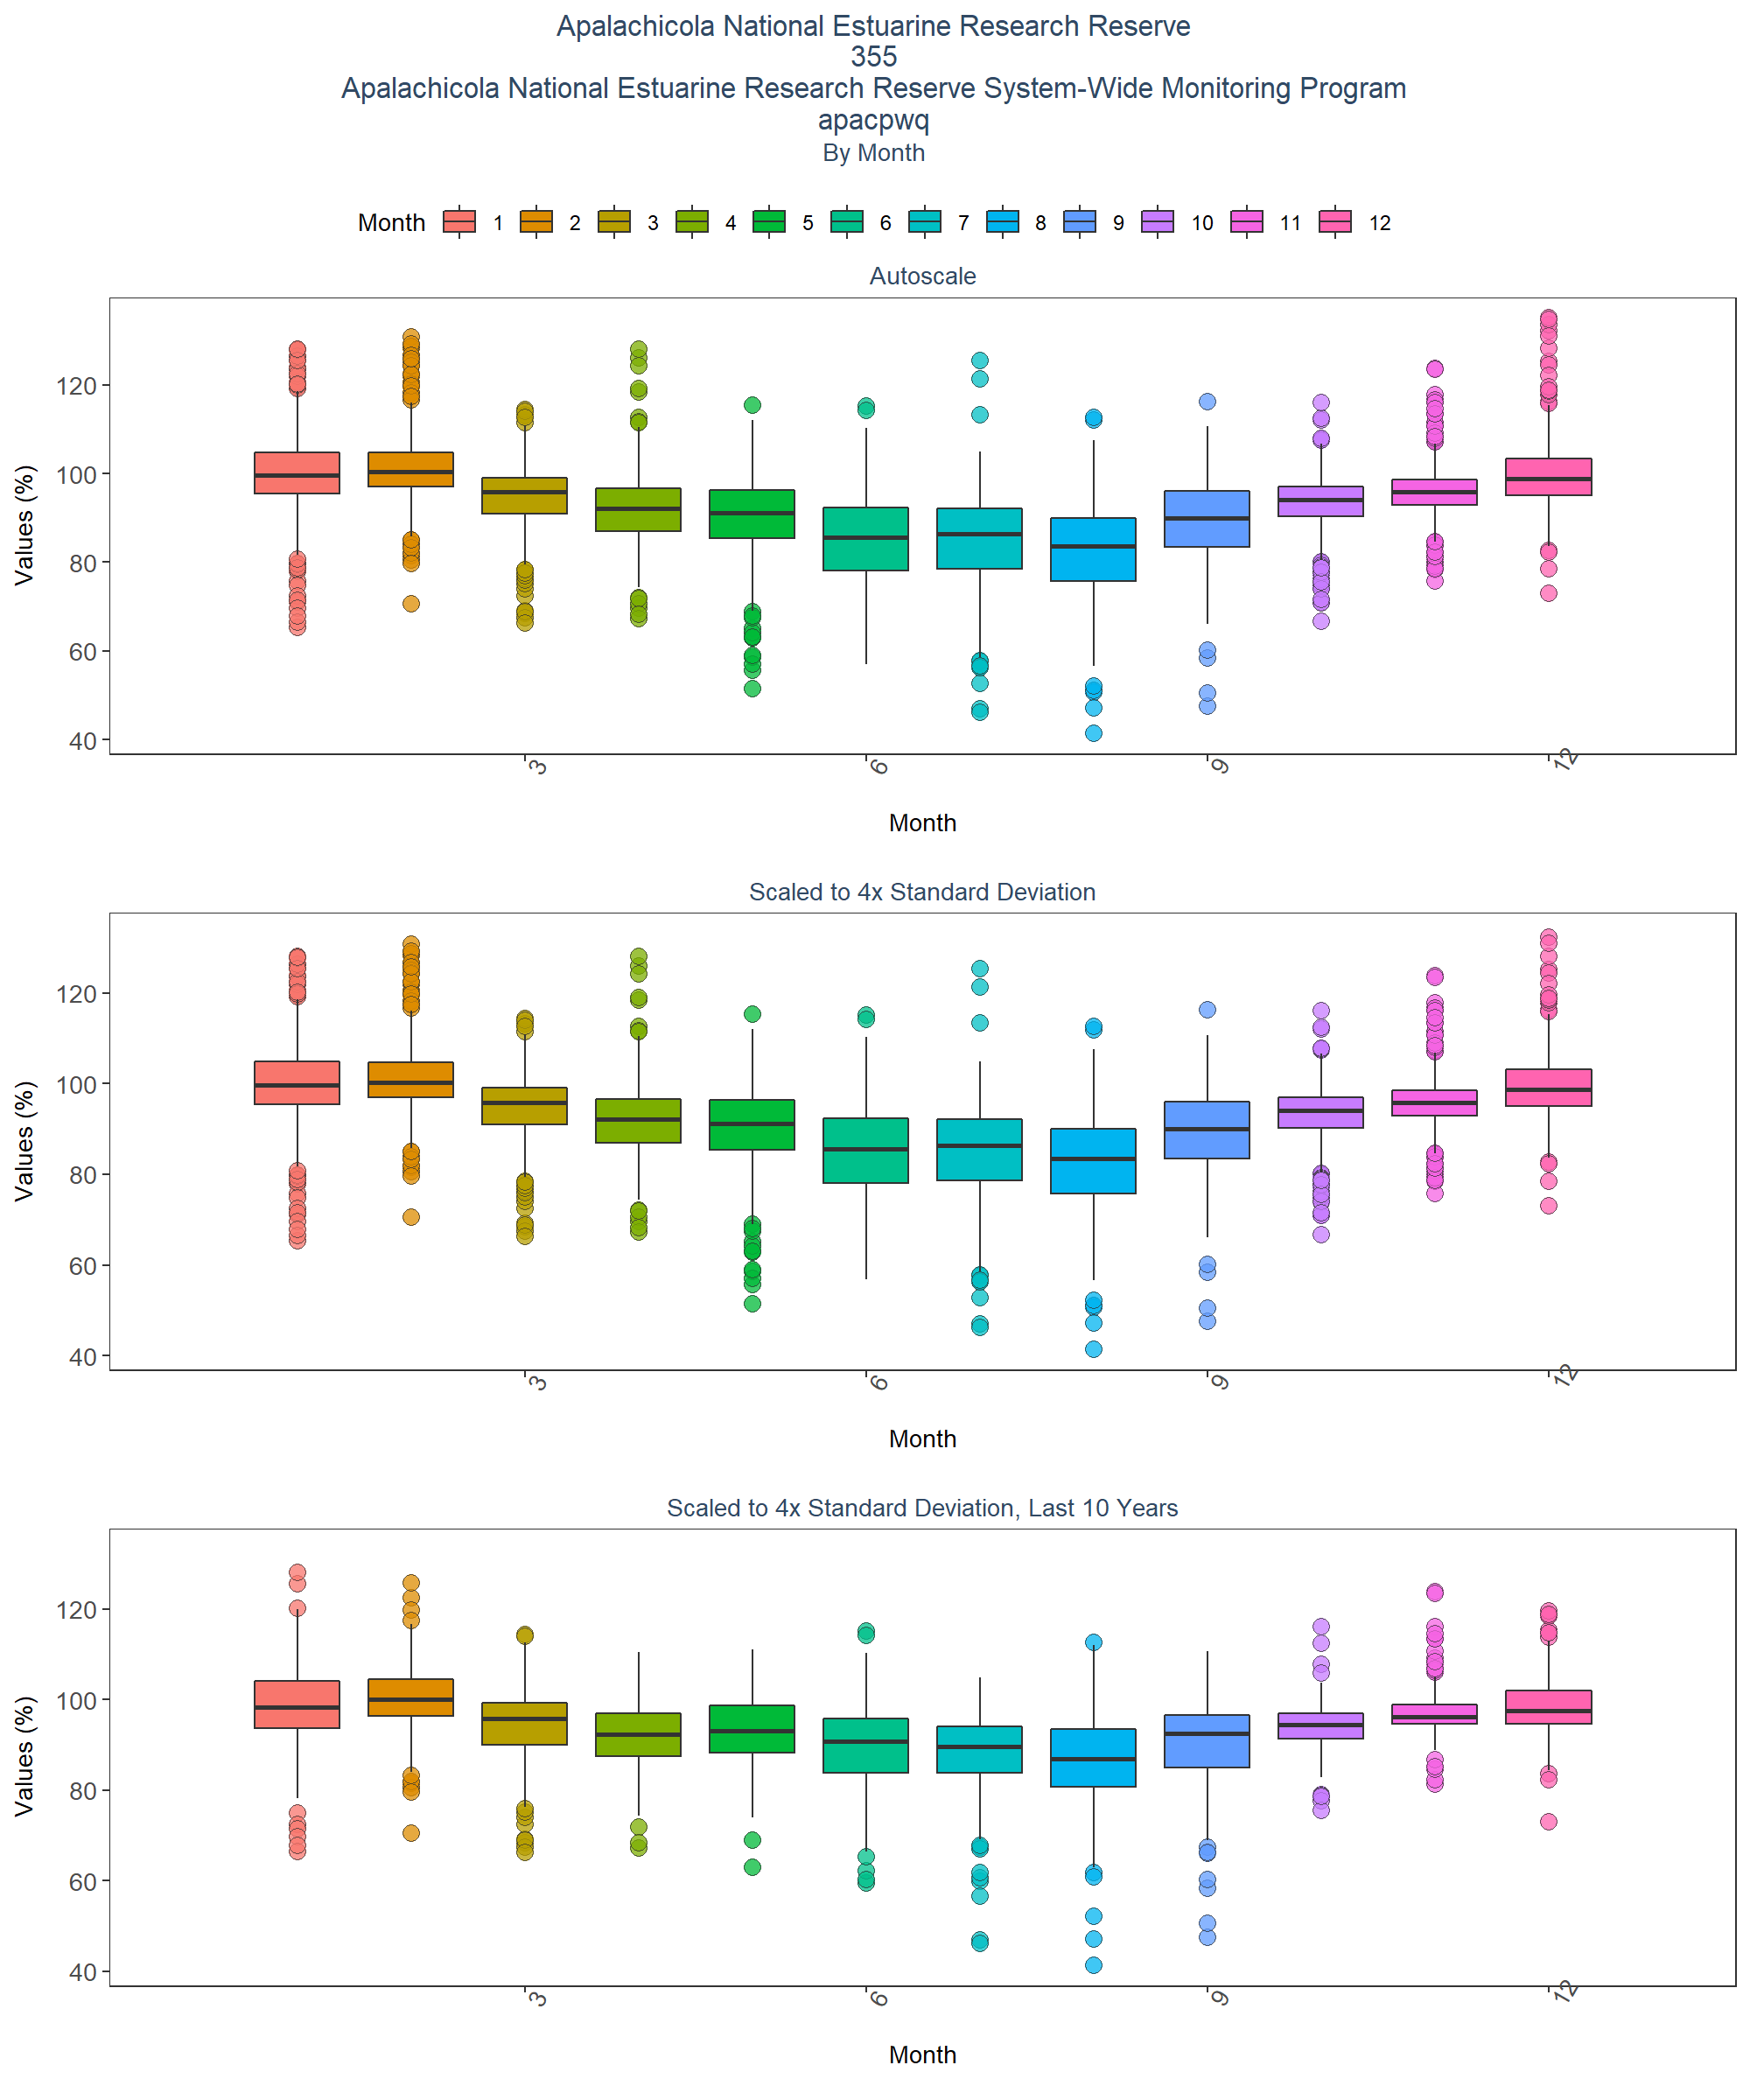 Apalachicola National Estuarine Research Reserve
355
Apalachicola National Estuarine Research Reserve System-Wide Monitoring Program
apacpwq
By Month
Month 1 2 3 4 5 6 7 8 9 10 11 12
Autoscale
Values (%)
120
100
80
60
40
3 6 9 12
Month
Scaled to 4x Standard Deviation
Values (%)
120
100
80
60
40
3 6 9 12
Month
Scaled to 4x Standard Deviation, Last 10 Years
Values (%)
120
100
80
60
40
3 6 9 12
Month